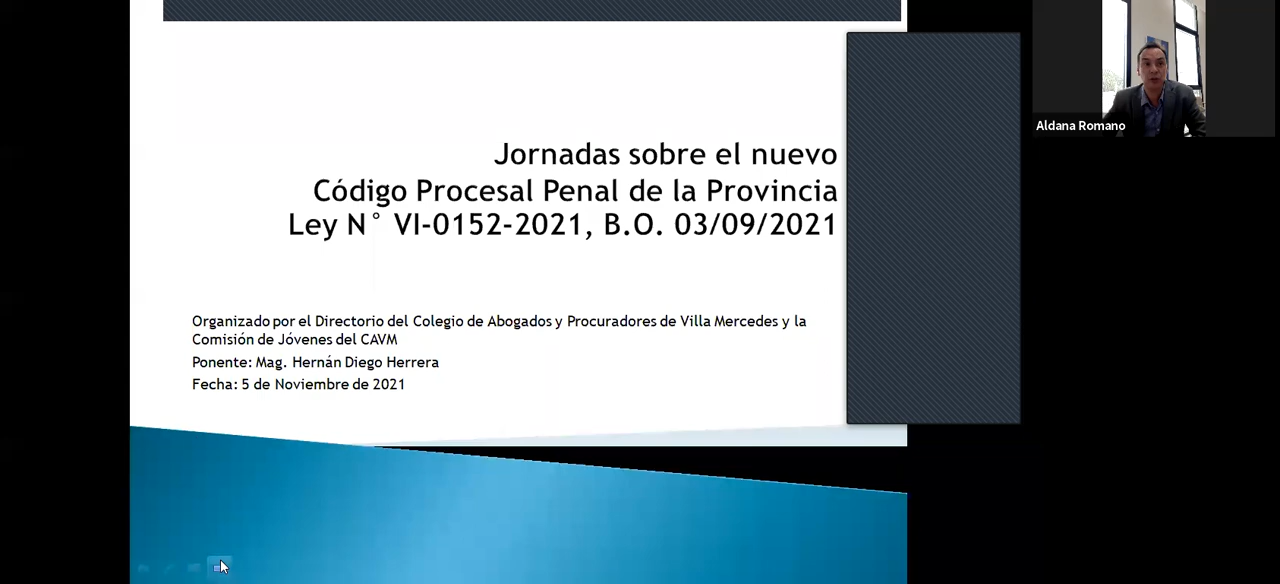 Jornadas sobre el nuevo
Código Procesal Penal de la Provincia
Ley N° VI-0152-2021, B.O. 03/09/2021
Organizado por el Directorio del Colegio de Abogados y Procuradores de Villa Mercedes y la
Comisión de Jóvenes del CAVM
Ponente: Mag. Hernán Diego Herrera
Fecha: 5 de Noviembre de 2021
Aldana Romano